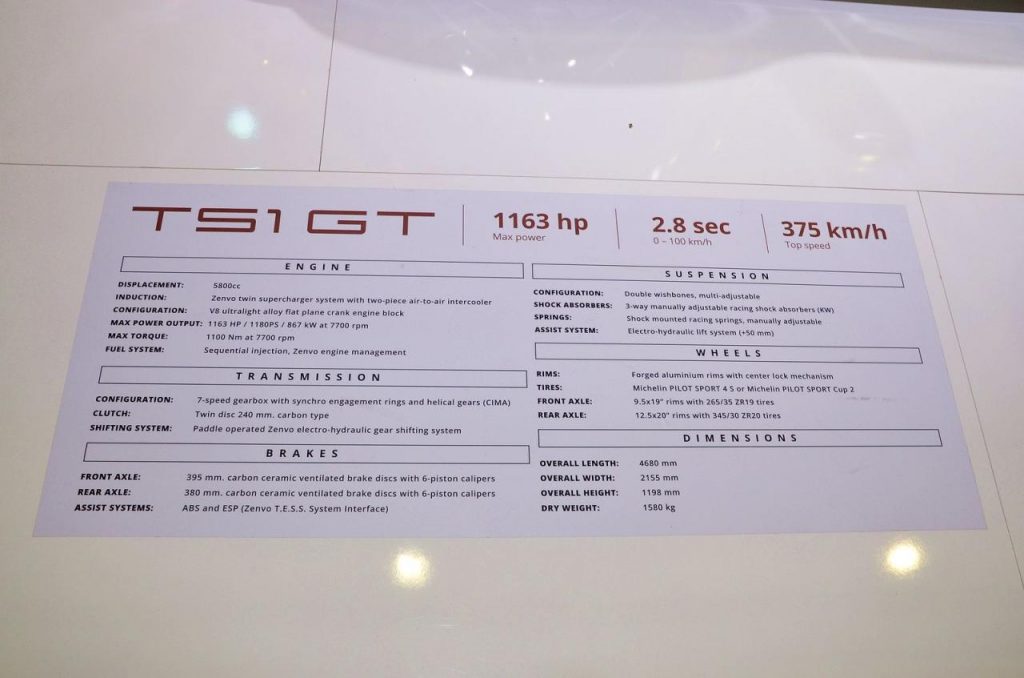 TS1 GT
1163 hp
Max power
2.8 sec
0 - 100 km/h
375 km/h
Top speed
ENGINE
DISPLACEMENT: 5800cc
INDUCTION: Zenvo twin supercharger system with two-piece air-to-air intercooler
CONFIGURATION: V8 ultralight alloy flat plane crank engine block
MAX POWER OUTPUT: 1163 HP / 1180PS / 867 kW at 7700 rpm
MAX TORQUE: 1100 Nm at 7700 rpm
FUEL SYSTEM: Sequential injection, Zenvo engine management
TRANSMISSION
CONFIGURATION: 7-speed gearbox with synchro engagement rings and helical gears (CIMA)
CLUTCH: Twin disc 240 mm. carbon type
SHIFTING SYSTEM: Paddle operated Zenvo electro-hydraulic gear shifting system
BRAKES
FRONT AXLE: 395 mm. carbon ceramic ventilated brake discs with 6-piston calipers
REAR AXLE: 380 mm. carbon ceramic ventilated brake discs with 6-piston calipers
ASSIST SYSTEMS: ABS and ESP (Zenvo T.E.S.S. System Interface)
SUSPENSION
CONFIGURATION: Double wishbones, multi-adjustable
SHOCK ABSORBERS: 3-way manually adjustable racing shock absorbers (KW)
SPRINGS: Shock mounted racing springs, manually adjustable
ASSIST SYSTEM: Electro-hydraulic lift system (+50 mm)
WHEELS
RIMS: Forged aluminium rims with center lock mechanism
TIRES: Michelin PILOT SPORT 4 S or Michelin PILOT SPORT Cup 2
FRONT AXLE: 9.5x19" rims with 265/35 ZR19 tires
REAR AXLE: 12.5x20" rims with 345/30 ZR20 tires
DIMENSIONS
OVERALL LENGTH: 4680 mm
OVERALL WIDTH: 2155 mm
OVERALL HEIGHT: 1198 mm
DRY WEIGHT: 1580 kg